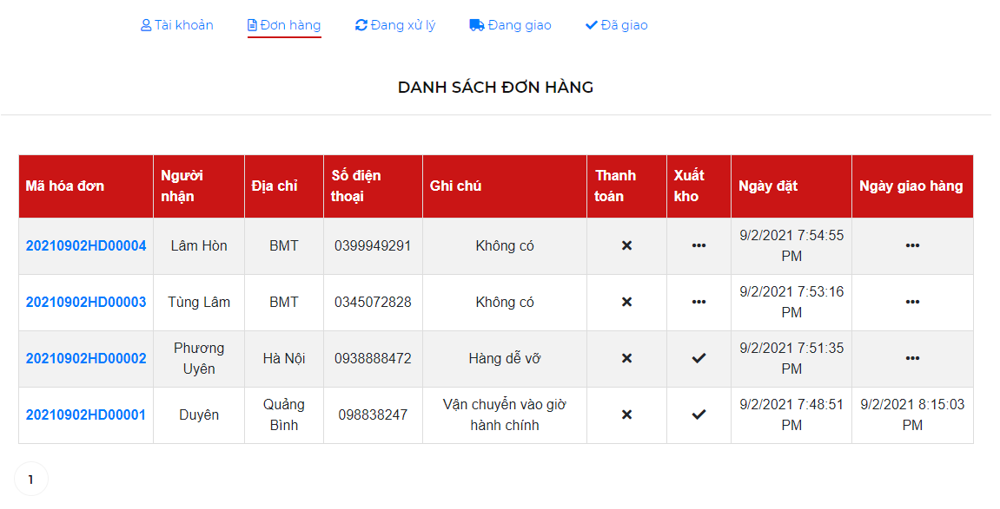 Tài khoản Đơn hàng Đang xử lý Đang giao Đã giao
DANH SÁCH ĐƠN HÀNG
Mã hóa đơn Người nhận Địa chỉ Số điện thoại Ghi chú Thanh toán Xuất kho Ngày đặt Ngày giao hàng
20210902HD00004 Lâm Hòn BMT 0399949291 Không có 9/2/2021 7:54:55 PM
20210902HD00003 Tùng Lâm BMT 0345072828 Không có 9/2/2021 7:53:16 PM
20210902HD00002 Phương Uyên Hà Nội 0938888472 Hàng dễ vỡ 9/2/2021 7:51:35 PM
20210902HD00001 Duyên Quảng Bình 098838247 Vận chuyển vào giờ hành chính 9/2/2021 7:48:51 PM 9/2/2021 8:15:03 PM
1